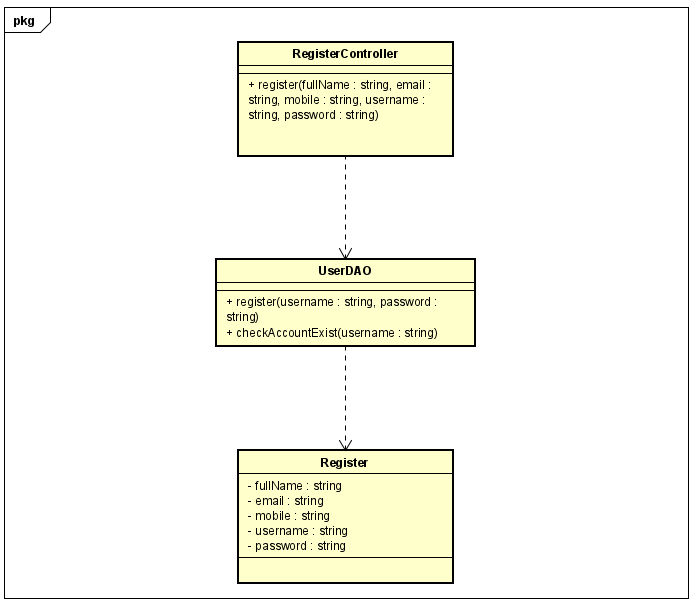 pkg
RegisterController
+ register(fullName : string, email :
string, mobile : string, username :
string, password : string)
UserDAO
+ register(username : string, password :
string)
+ checkAccountExist(username : string)
Register
- fullName : string
- email : string
- mobile : string
- username : string
- password : string